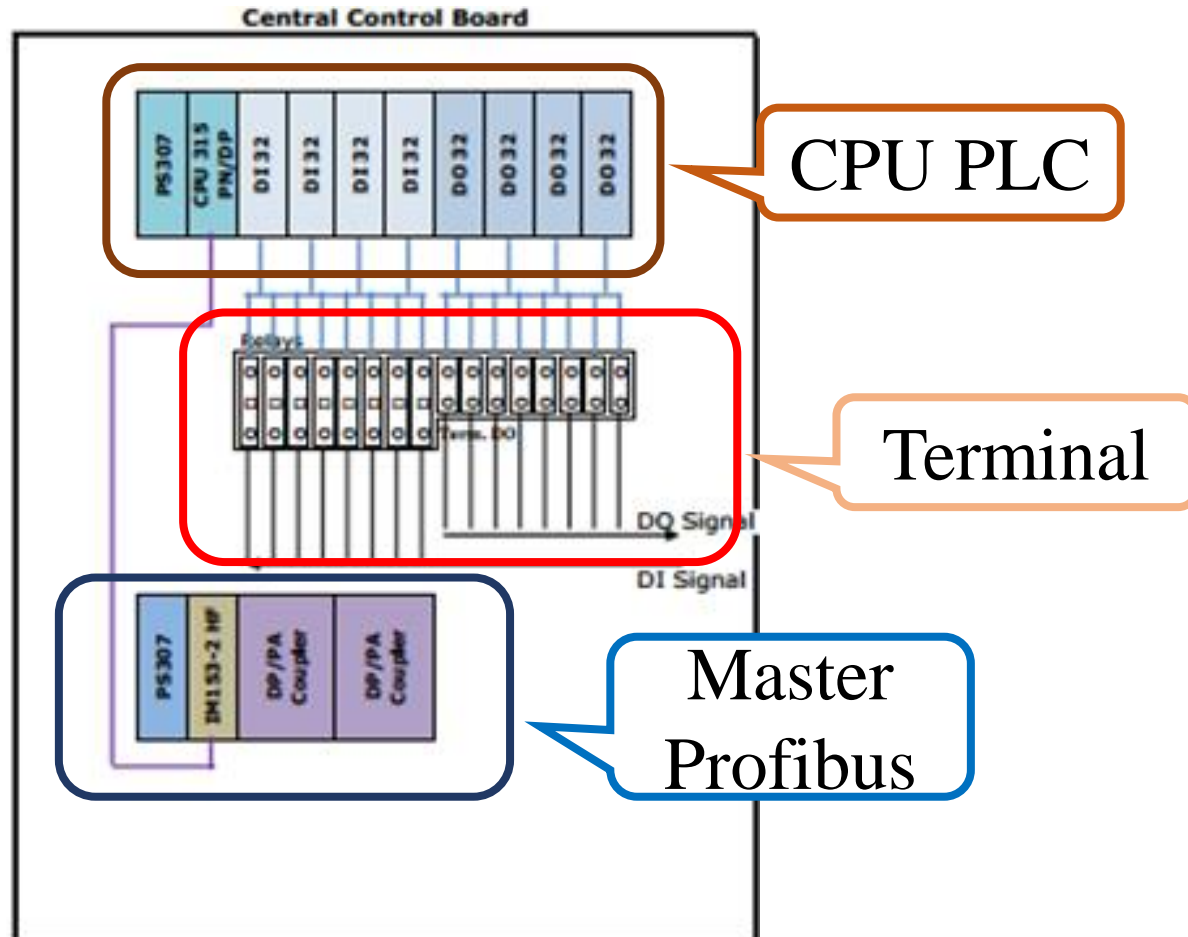 Central Control Board
PS307
CPU 315
PN/DP
DI32
DI32
DI32
DI32
DO32
DO32
DO32
DO32
CPU PLC
Relays
Term. DO
Terminal
DO Signal
DI Signal
PS307
IM153-2 HF
DP/PA
Coupler
DP/PA
Coupler
Master
Profibus